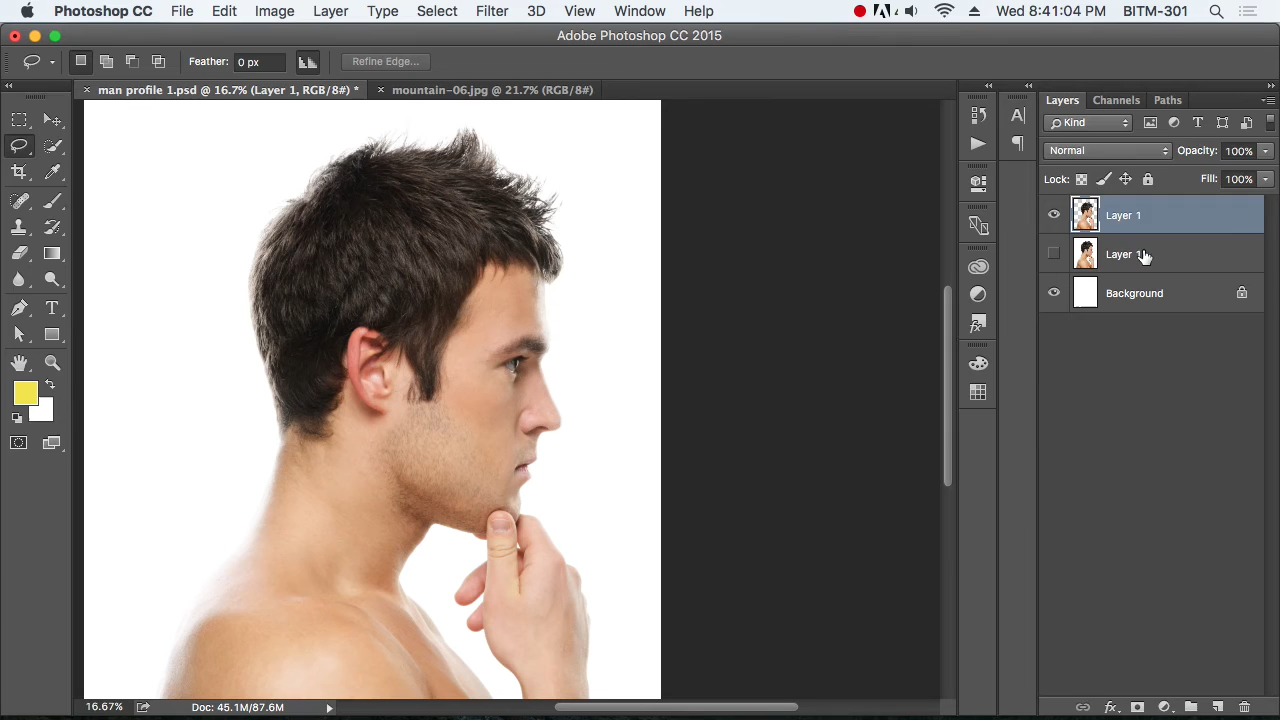 Photoshop CC File Edit Image Layer Type Select Filter 3D View Window Help Wed 8:41:04 PM BITM-301
Adobe Photoshop CC 2015
Feather: 0 px Refine Edge...
man profile 1.psd @ 16.7% (Layer 1, RGB/8#) * mountain-06.jpg @ 21.7% (RGB/8#)
Layers Channels Paths
Kind T
Normal Opacity: 100%
Lock: Fill: 100%
Layer 1
Layer 1
Background
A
T
fx
16.67% Doc: 45.1M/87.6M
fx